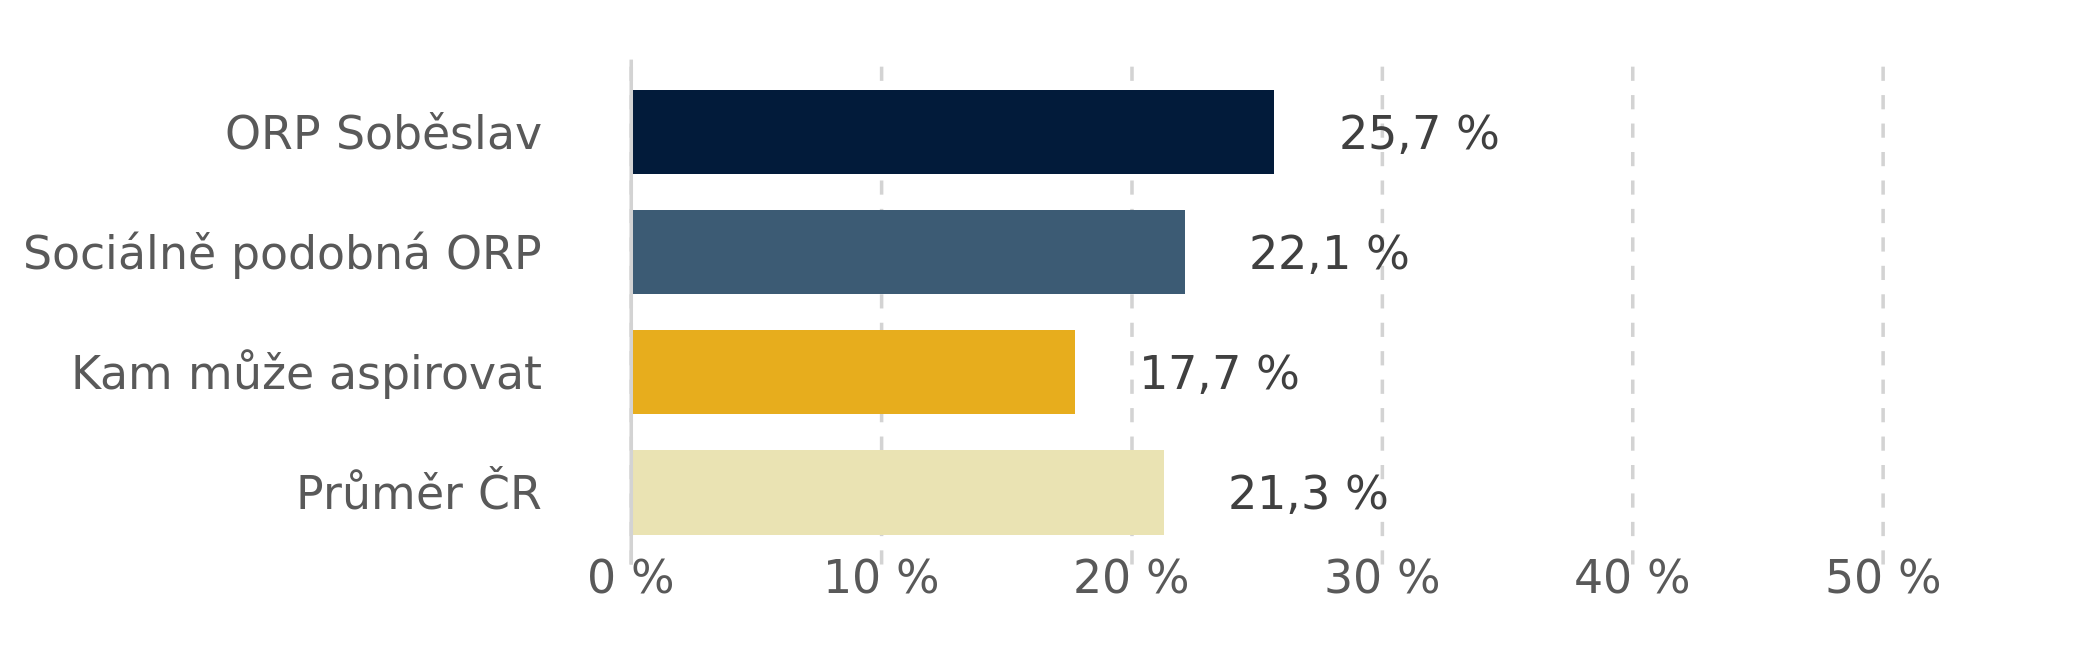 ORP Soběslav 25,7 %
Sociálně podobná ORP 22,1 %
Kam může aspirovat 17,7 %
Průměr ČR 21,3 %
0 % 10 % 20 % 30 % 40 % 50 %